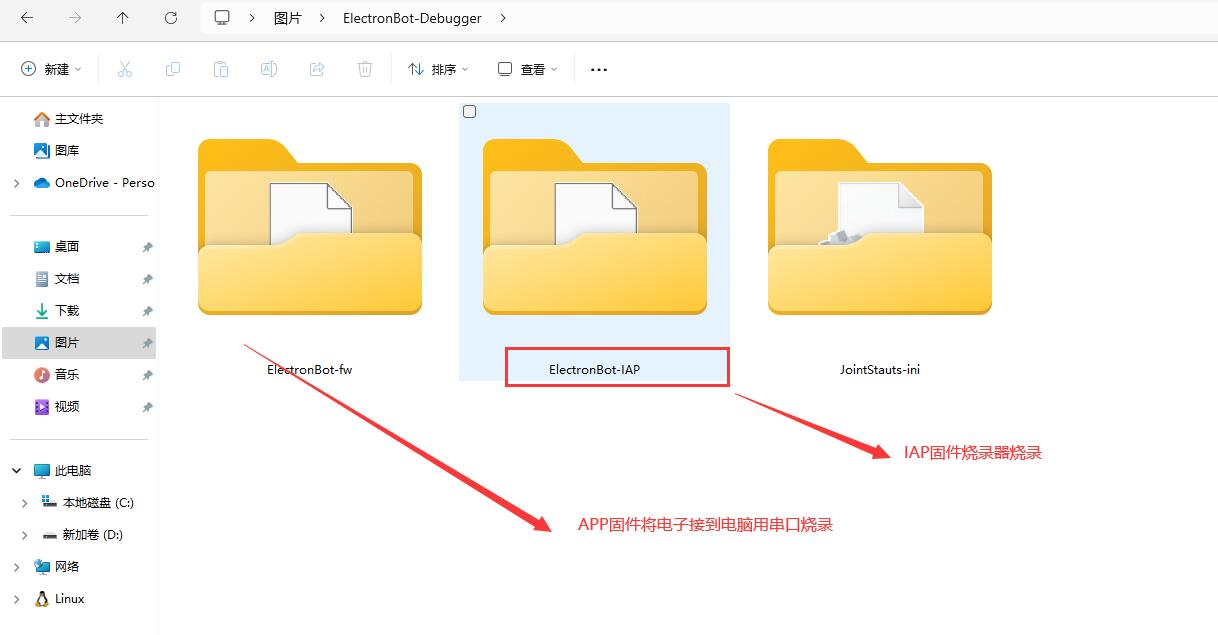 图片 ElectronBot-Debugger
新建 排序 查看
主文件夹
图库
OneDrive - Perso
桌面
文档
下载
图片
音乐
视频
此电脑
本地磁盘 (C:)
新加卷 (D:)
网络
Linux
ElectronBot-fw ElectronBot-IAP JointStauts-ini
IAP固件烧录器烧录
APP固件将电子接到电脑用串口烧录